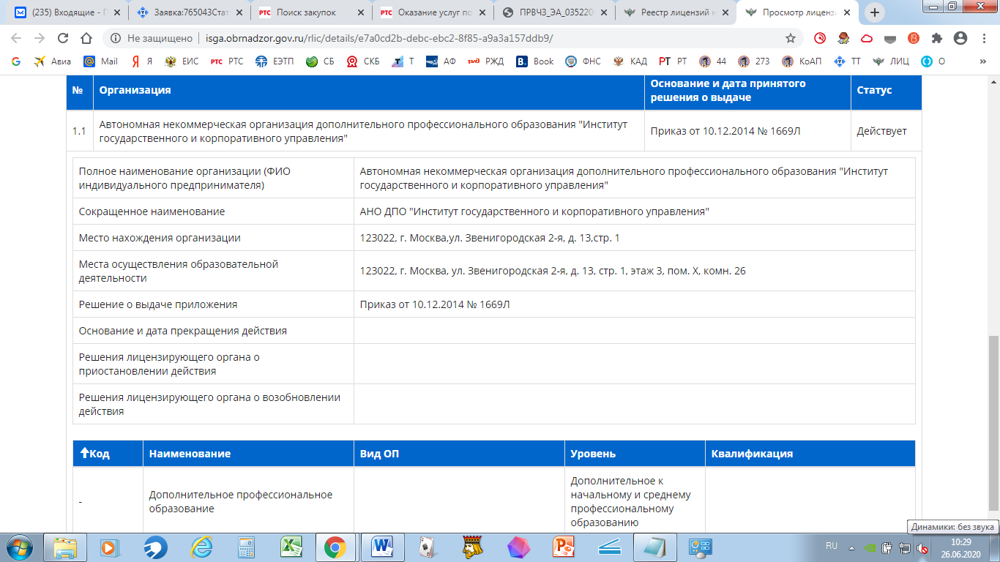 (235) Входящие - П
Заявка:765043Стат
Поиск закупок
Оказание услуг по
ПРВЧЗ_ЭА_035220
Реестр лицензий н
Просмотр лиценз
Не защищено
isga.obrnadzor.gov.ru/rlic/details/e7a0cd2b-debc-ebc2-8f85-a9a3a157ddb9/
Авиа Mail Я ЕИС РТС ЕЭТП СБ СКБ Т АФ РЖД Book ФНС КАД РТ 44 273 КоАП ТТ ЛИЦ О »
№ Организация Основание и дата принятого
решения о выдаче Статус
1.1 Автономная некоммерческая организация дополнительного профессионального образования "Институт
государственного и корпоративного управления" Приказ от 10.12.2014 № 1669Л Действует
Полное наименование организации (ФИО
индивидуального предпринимателя)
Автономная некоммерческая организация дополнительного профессионального образования "Институт
государственного и корпоративного управления"
Сокращенное наименование АНО ДПО "Институт государственного и корпоративного управления"
Место нахождения организации 123022, г. Москва,ул. Звенигородская 2-я, д. 13,стр. 1
Места осуществления образовательной
деятельности
123022, г. Москва, ул. Звенигородская 2-я, д. 13, стр. 1, этаж 3, пом. X, комн. 26
Решение о выдаче приложения Приказ от 10.12.2014 № 1669Л
Основание и дата прекращения действия
Решения лицензирующего органа о
приостановлении действия
Решения лицензирующего органа о возобновлении
действия
Код Наименование Вид ОП Уровень Квалификация
- Дополнительное профессиональное
образование
Дополнительное к
начальному и среднему
профессиональному
образованию
Динамики: без звука
RU
10:29
26.06.2020